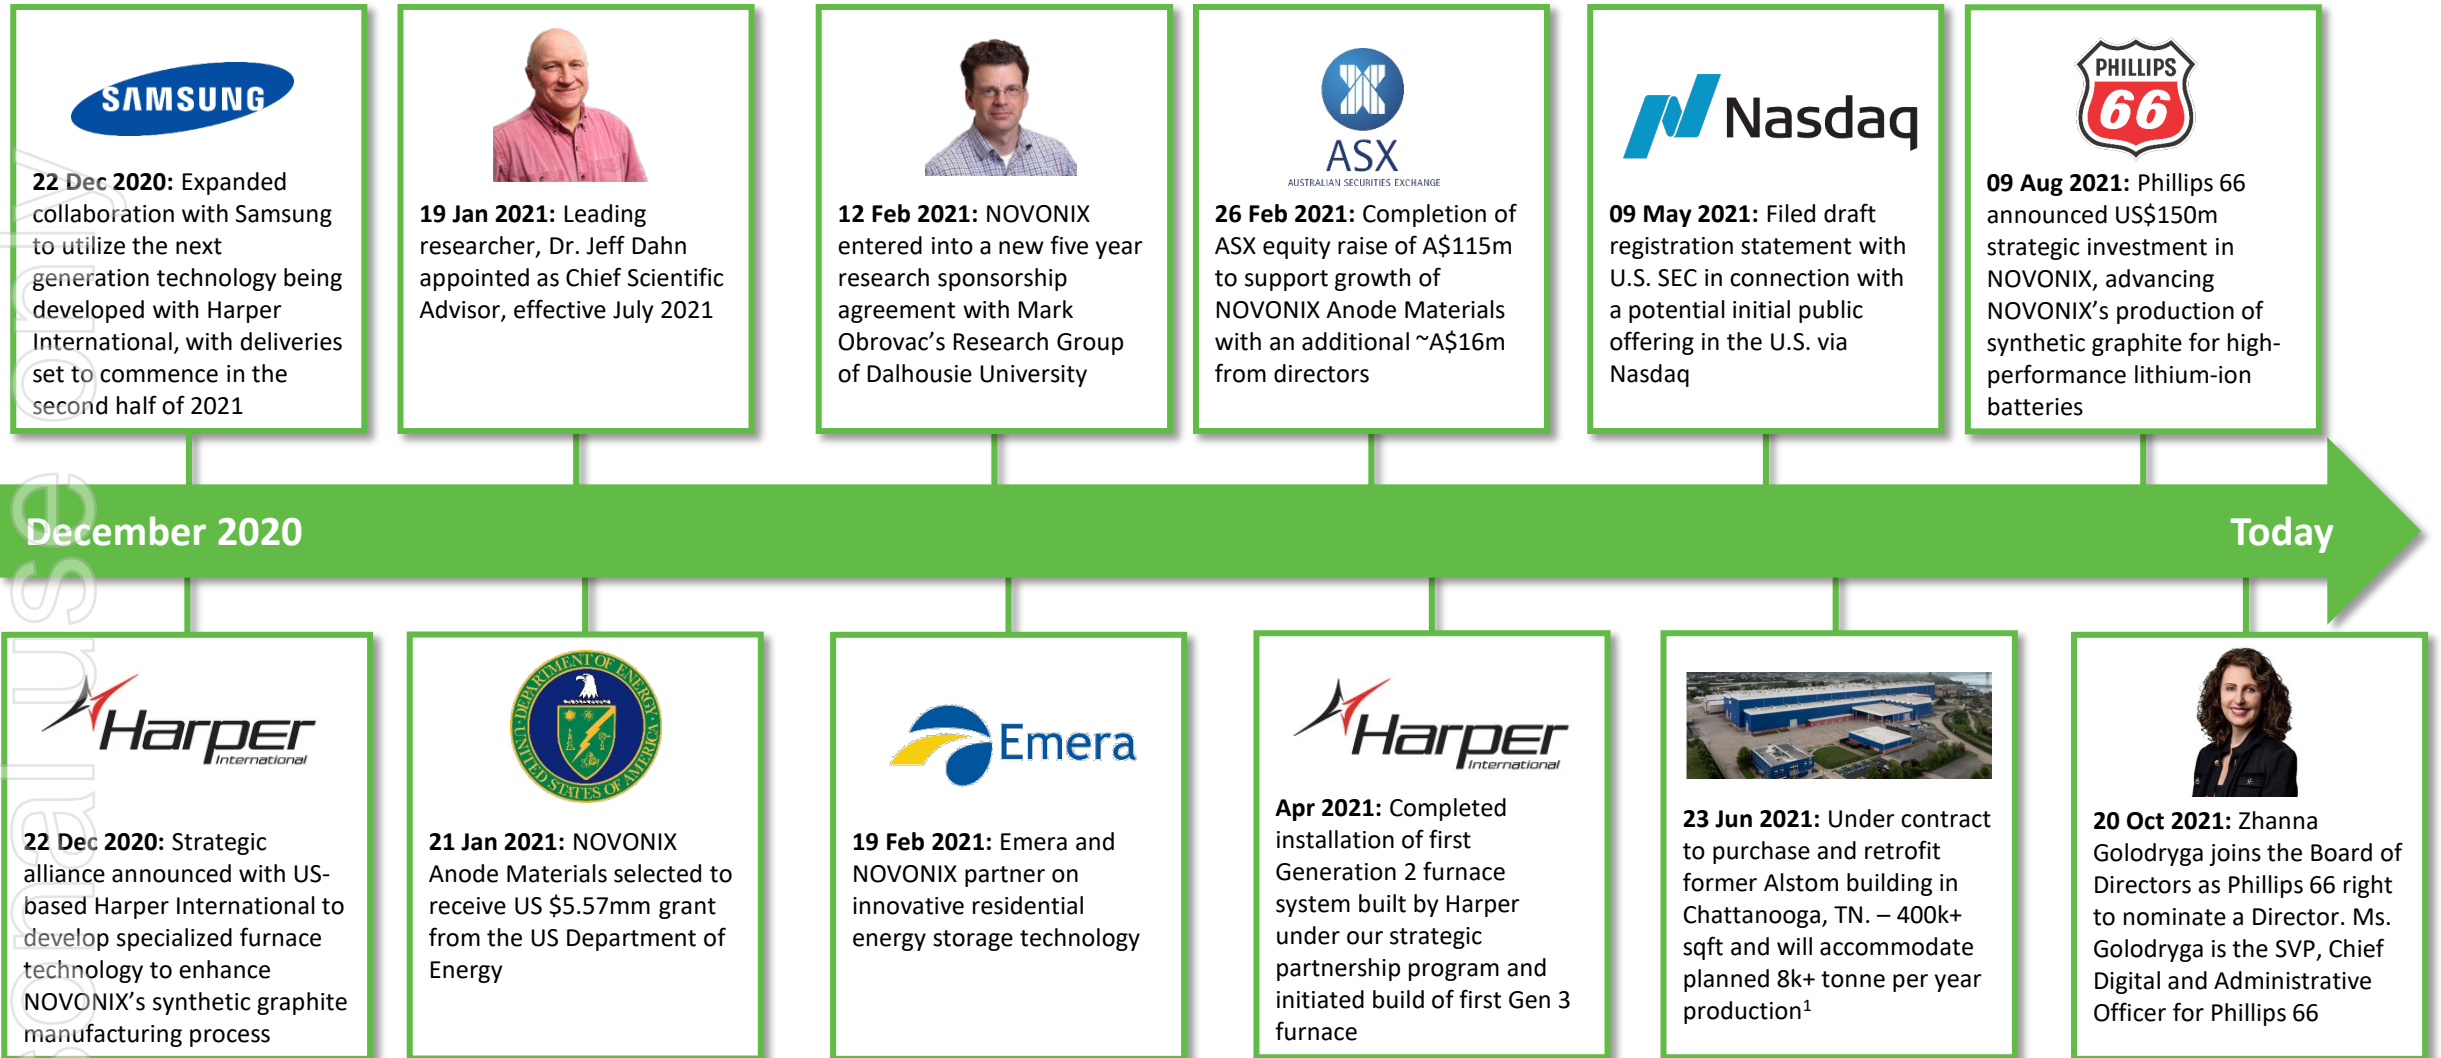 SAMSUNG
22 Dec 2020: Expanded
collaboration with Samsung
to utilize the next
generation technology being
developed with Harper
International, with deliveries
set to commence in the
second half of 2021
19 Jan 2021: Leading
researcher, Dr. Jeff Dahn
appointed as Chief Scientific
Advisor, effective July 2021
12 Feb 2021: NOVONIX
entered into a new five year
research sponsorship
agreement with Mark
Obrovac’s Research Group
of Dalhousie University
ASX
AUSTRALIAN SECURITIES EXCHANGE
26 Feb 2021: Completion of
ASX equity raise of A$115m
to support growth of
NOVONIX Anode Materials
with an additional ~A$16m
from directors
Nasdaq
09 May 2021: Filed draft
registration statement with
U.S. SEC in connection with
a potential initial public
offering in the U.S. via
Nasdaq
PHILLIPS
66
09 Aug 2021: Phillips 66
announced US$150m
strategic investment in
NOVONIX, advancing
NOVONIX’s production of
synthetic graphite for high-
performance lithium-ion
batteries
December 2020
Today
Harper
International
22 Dec 2020: Strategic
alliance announced with US-
based Harper International to
develop specialized furnace
technology to enhance
NOVONIX’s synthetic graphite
manufacturing process
DEPARTMENT OF ENERGY
UNITED STATES OF AMERICA
21 Jan 2021: NOVONIX
Anode Materials selected to
receive US $5.57mm grant
from the US Department of
Energy
Emera
19 Feb 2021: Emera and
NOVONIX partner on
innovative residential
energy storage technology
Harper
International
Apr 2021: Completed
installation of first
Generation 2 furnace
system built by Harper
under our strategic
partnership program and
initiated build of first Gen 3
furnace
23 Jun 2021: Under contract
to purchase and retrofit
former Alstom building in
Chattanooga, TN. – 400k+
sqft and will accommodate
planned 8k+ tonne per year
production¹
20 Oct 2021: Zhanna
Golodryga joins the Board of
Directors as Phillips 66 right
to nominate a Director. Ms.
Golodryga is the SVP, Chief
Digital and Administrative
Officer for Phillips 66
sonal use only